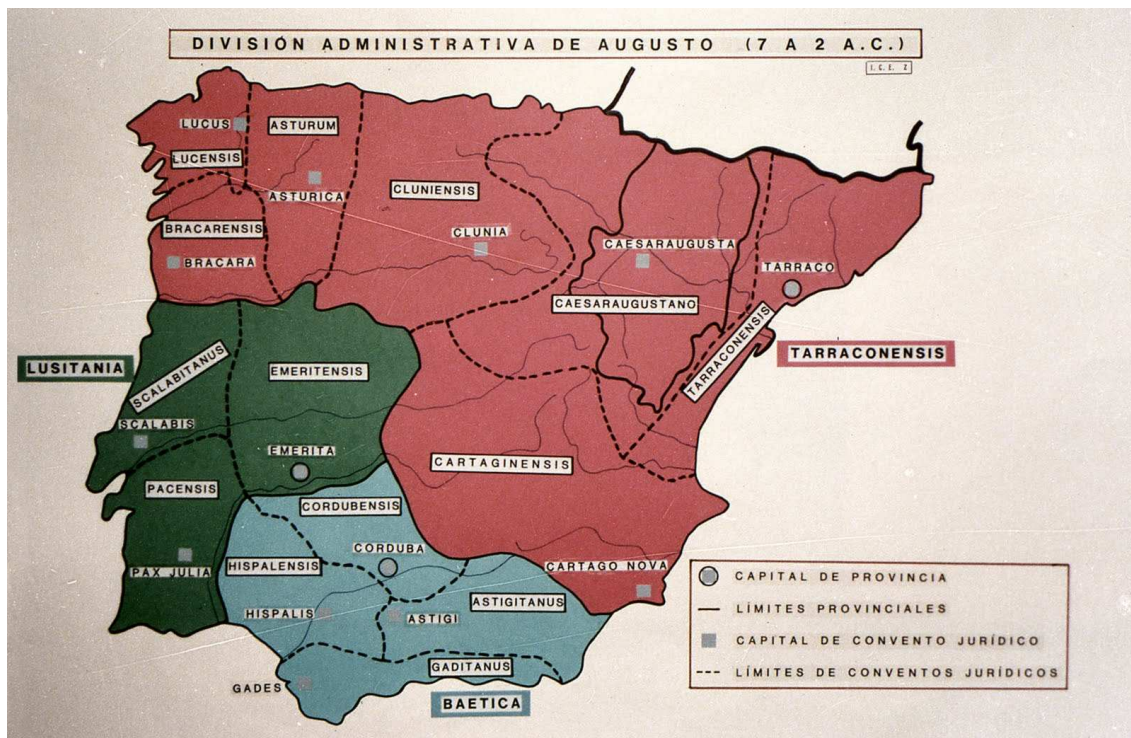 DIVISIÓN ADMINISTRATIVA DE AUGUSTO (7 A 2 A.C.)
I.C.E. Z
LUCUS
ASTURUM
LUCENSIS
ASTURICA
CLUNIENSIS
BRACARENSIS
CLUNIA
CAESARAUGUSTA
BRACARA
TARRACO
CAESARAUGUSTANO
TARRACONENSIS
TARRACONENSIS
LUSITANIA
SCALABITANUS
EMERITENSIS
SCALABIS
EMERITA
CARTAGINENSIS
PACENSIS
CORDUBENSIS
CORDUBA
PAX JULIA
HISPALENSIS
CARTAGO NOVA
HISPALIS
ASTIGI
ASTIGITANUS
GADITANUS
GADES
BAETICA
CAPITAL DE PROVINCIA
LÍMITES PROVINCIALES
CAPITAL DE CONVENTO JURÍDICO
LÍMITES DE CONVENTOS JURÍDICOS